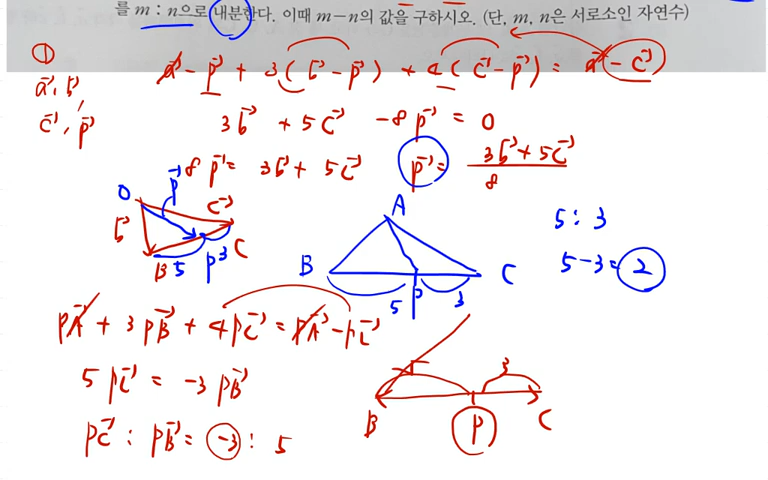 를 m : n으로 내분한다. 이때 m−n의 값을 구하시오. (단, m, n은 서로소인 자연수)
①
a⃗, b⃗,
c⃗, p⃗
a⃗ - p⃗ + 3(b⃗ - p⃗) + 4(c⃗ - p⃗) = a⃗ - c⃗
3b⃗ + 5c⃗ - 8p⃗ = 0
8p⃗ = 3b⃗ + 5c⃗
p⃗ = (3b⃗ + 5c⃗)/8
O p⃗ c⃗ b⃗ B 5 P 3 C
A
B C
5 P 3
5 : 3
5 - 3 = 2
PA⃗ + 3PB⃗ + 4PC⃗ = PA⃗ - PC⃗
5PC⃗ = -3PB⃗
PC⃗ : PB⃗ = -3 : 5
5 3
B P C